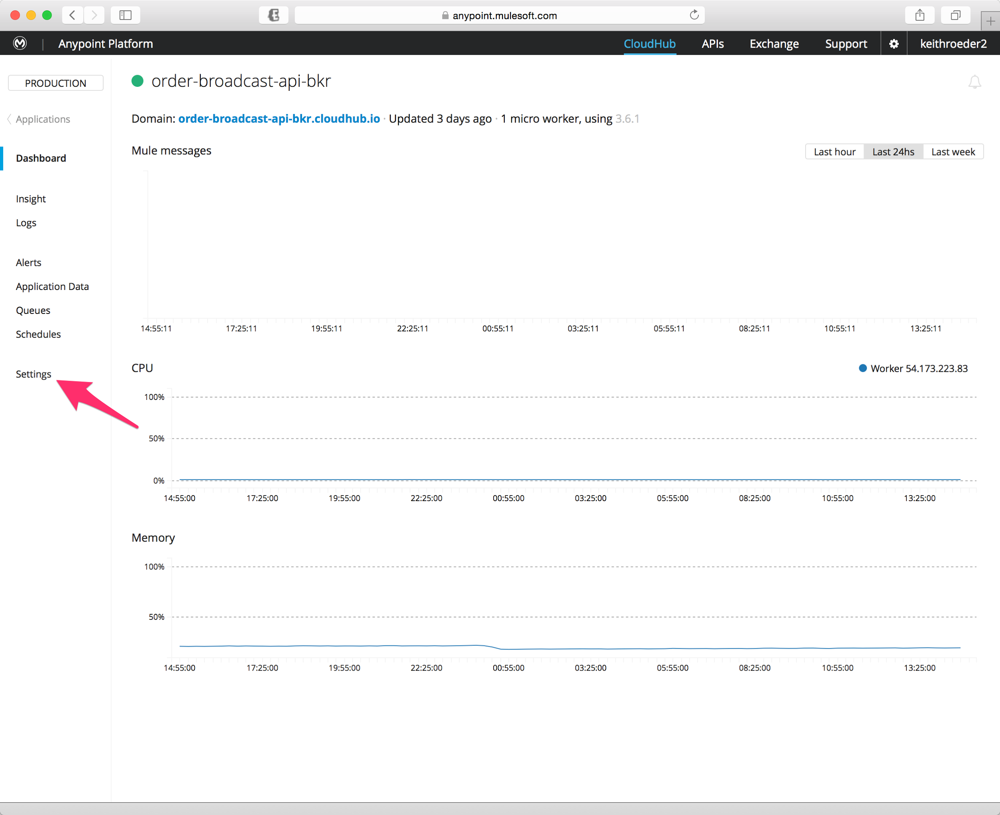 anypoint.mulesoft.com
Anypoint Platform
CloudHub
APIs
Exchange
Support
keithroeder2
PRODUCTION
Applications
Dashboard
Insight
Logs
Alerts
Application Data
Queues
Schedules
Settings
order-broadcast-api-bkr
Domain: order-broadcast-api-bkr.cloudhub.io · Updated 3 days ago · 1 micro worker, using 3.6.1
Mule messages
Last hour
Last 24hs
Last week
14:55:11 17:25:11 19:55:11 22:25:11 00:55:11 03:25:11 05:55:11 08:25:11 10:55:11 13:25:11
CPU
Worker 54.173.223.83
100%
50%
0%
14:55:00 17:25:00 19:55:00 22:25:00 00:55:00 03:25:00 05:55:00 08:25:00 10:55:00 13:25:00
Memory
100%
50%
14:55:00 17:25:00 19:55:00 22:25:00 00:55:00 03:25:00 05:55:00 08:25:00 10:55:00 13:25:00